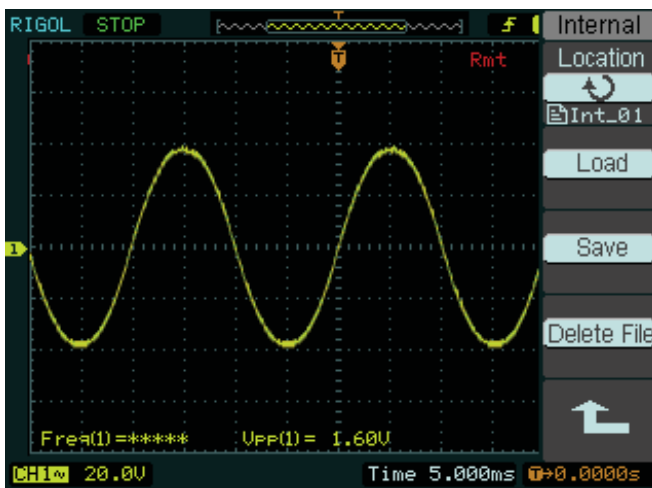 RIGOL STOP T Internal
Location
T Rmt
Int_01
Load
1 Save
Delete File
Freq(1)=***** Vpp(1)= 1.60V
CH1~ 20.0V Time 5.000ms T→0.0000s